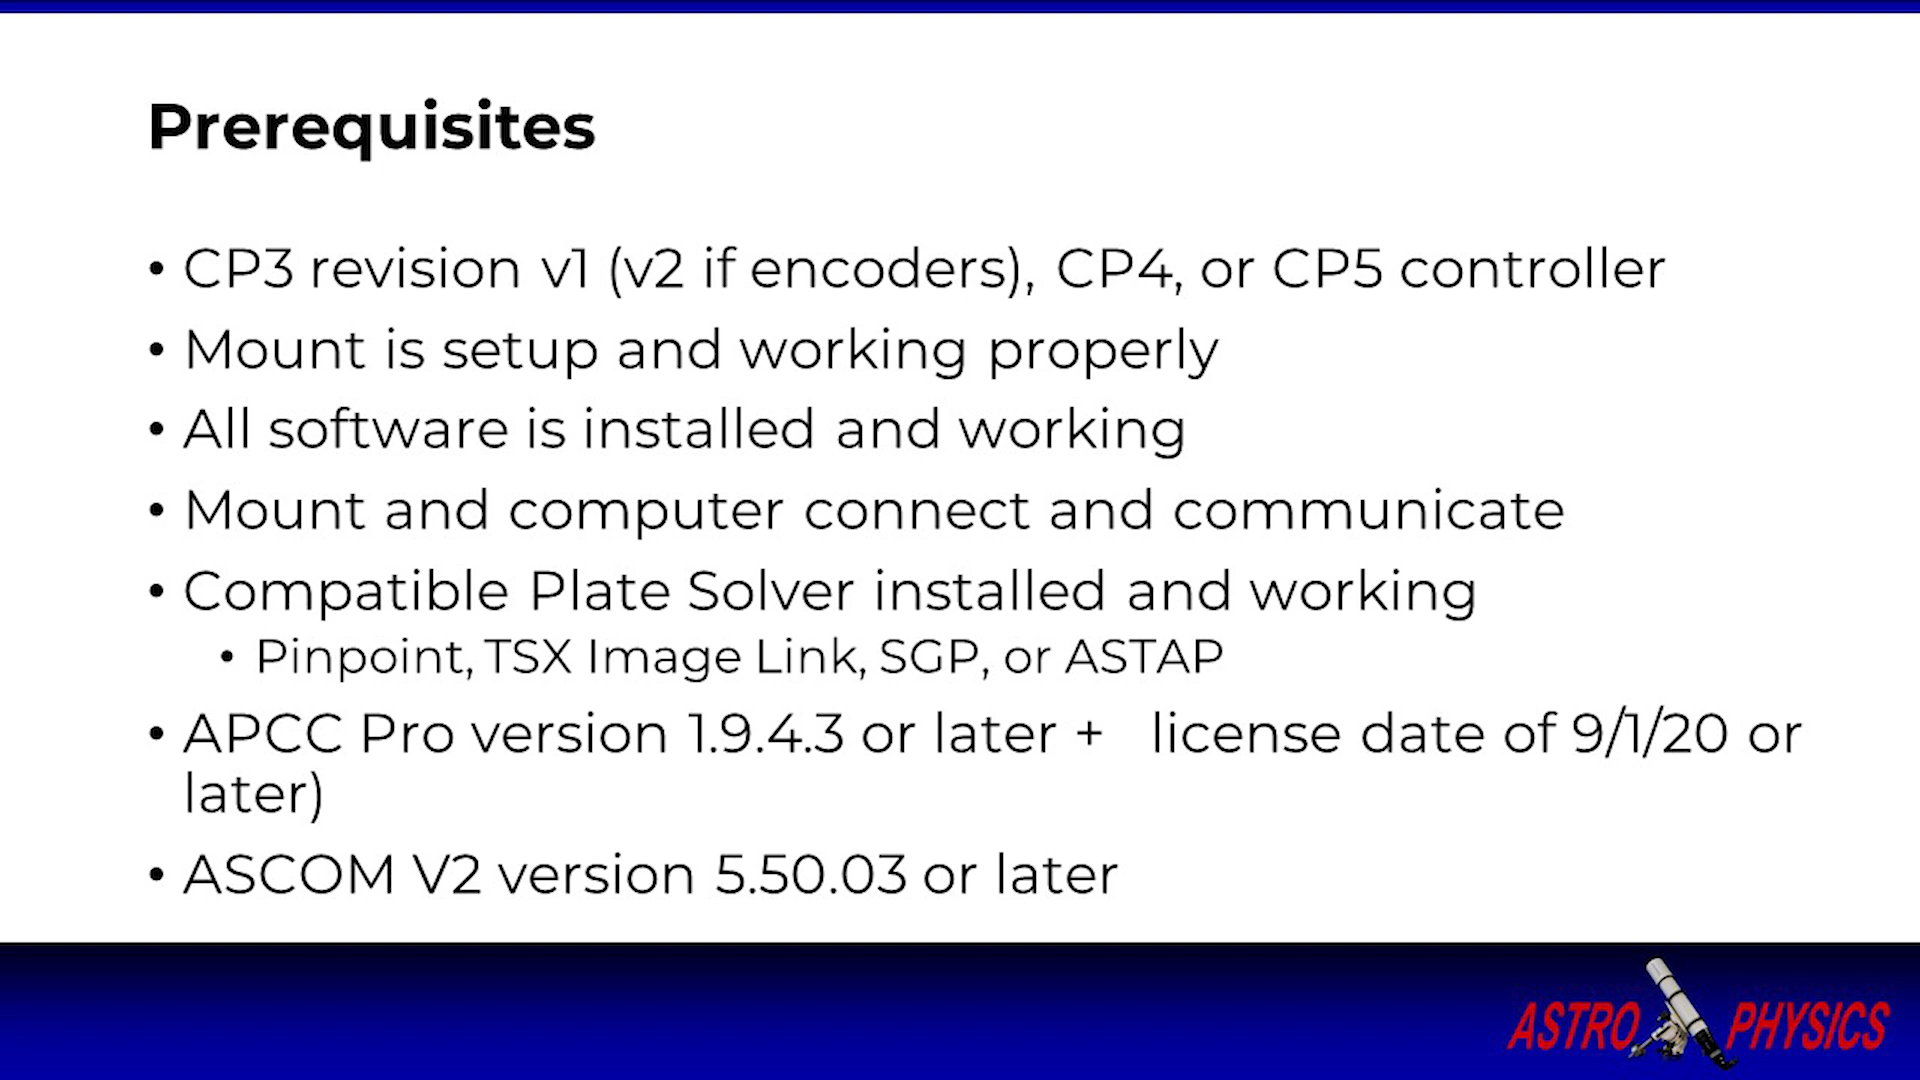 Prerequisites
• CP3 revision v1 (v2 if encoders), CP4, or CP5 controller
• Mount is setup and working properly
• All software is installed and working
• Mount and computer connect and communicate
• Compatible Plate Solver installed and working
• Pinpoint, TSX Image Link, SGP, or ASTAP
• APCC Pro version 1.9.4.3 or later + license date of 9/1/20 or
later)
• ASCOM V2 version 5.50.03 or later
ASTRO PHYSICS